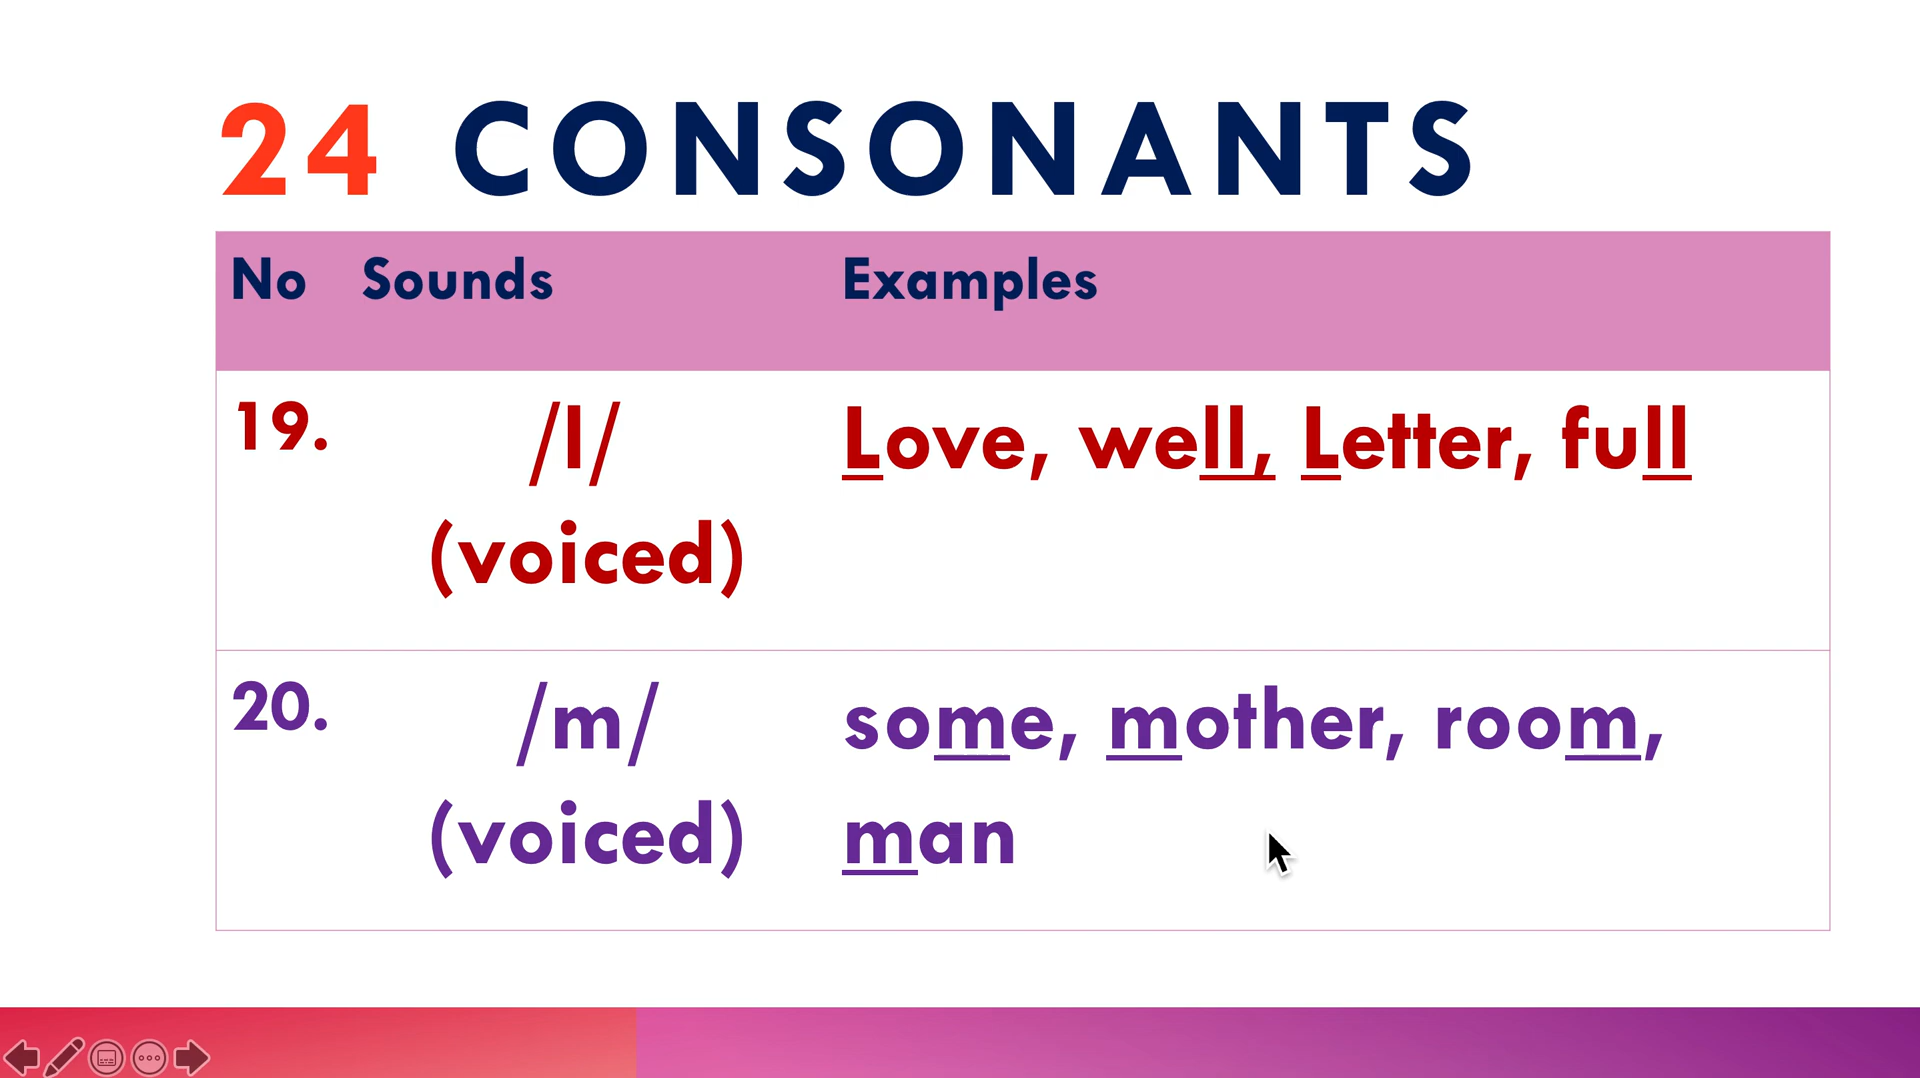 24 CONSONANTS
No Sounds Examples
19. /l/ Love, well, Letter, full
(voiced)
20. /m/ some, mother, room,
(voiced) man